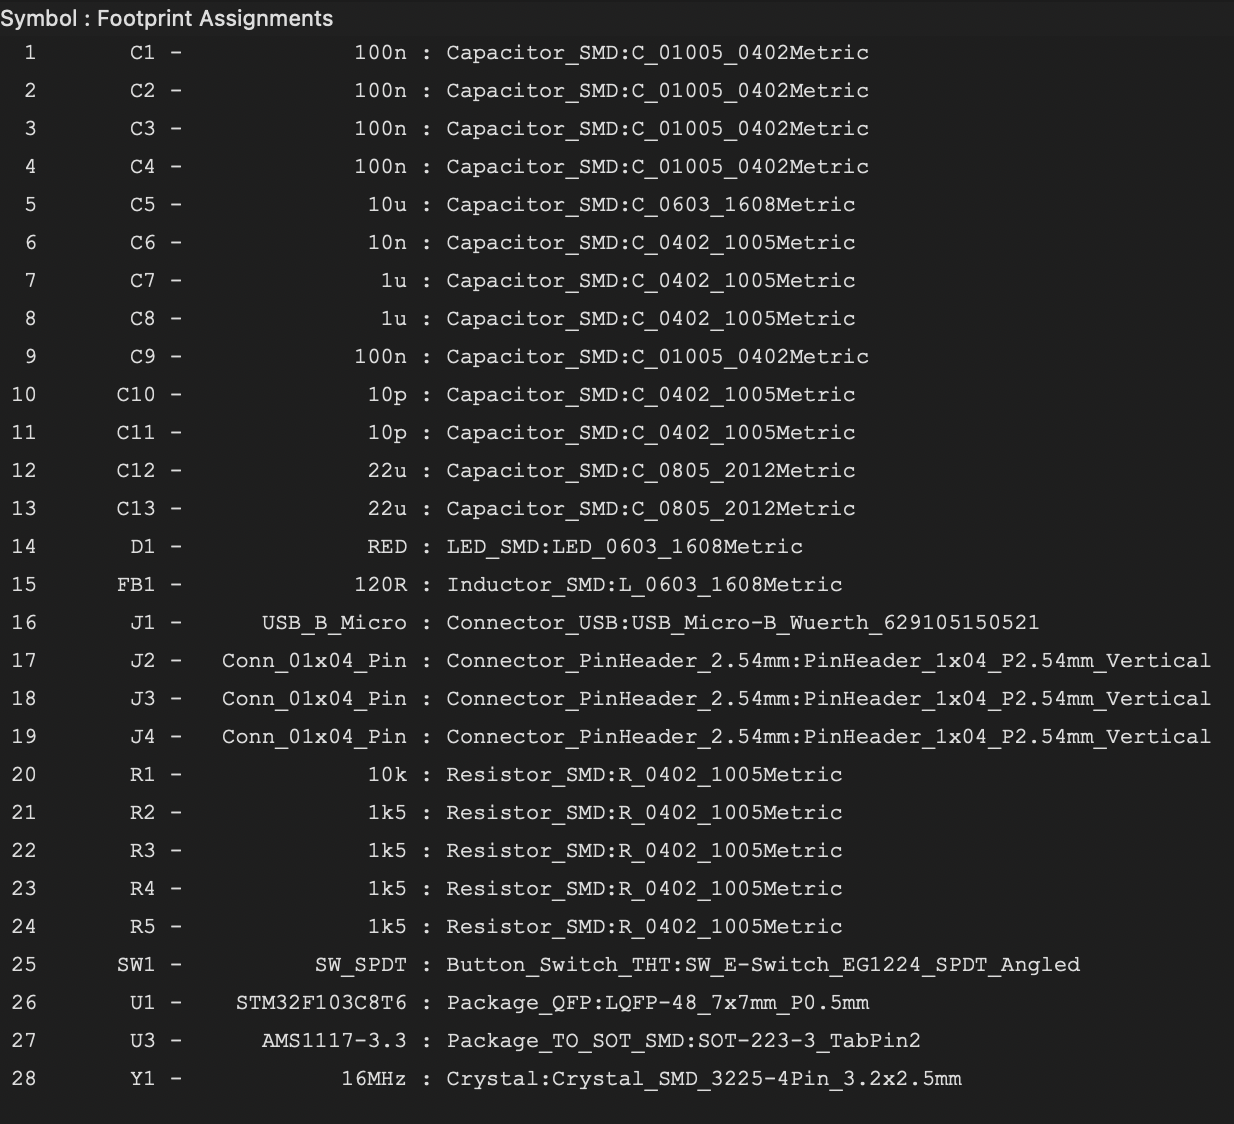 Symbol : Footprint Assignments
1 C1 - 100n : Capacitor_SMD:C_01005_0402Metric
2 C2 - 100n : Capacitor_SMD:C_01005_0402Metric
3 C3 - 100n : Capacitor_SMD:C_01005_0402Metric
4 C4 - 100n : Capacitor_SMD:C_01005_0402Metric
5 C5 - 10u : Capacitor_SMD:C_0603_1608Metric
6 C6 - 10n : Capacitor_SMD:C_0402_1005Metric
7 C7 - 1u : Capacitor_SMD:C_0402_1005Metric
8 C8 - 1u : Capacitor_SMD:C_0402_1005Metric
9 C9 - 100n : Capacitor_SMD:C_01005_0402Metric
10 C10 - 10p : Capacitor_SMD:C_0402_1005Metric
11 C11 - 10p : Capacitor_SMD:C_0402_1005Metric
12 C12 - 22u : Capacitor_SMD:C_0805_2012Metric
13 C13 - 22u : Capacitor_SMD:C_0805_2012Metric
14 D1 - RED : LED_SMD:LED_0603_1608Metric
15 FB1 - 120R : Inductor_SMD:L_0603_1608Metric
16 J1 - USB_B_Micro : Connector_USB:USB_Micro-B_Wuerth_629105150521
17 J2 - Conn_01x04_Pin : Connector_PinHeader_2.54mm:PinHeader_1x04_P2.54mm_Vertical
18 J3 - Conn_01x04_Pin : Connector_PinHeader_2.54mm:PinHeader_1x04_P2.54mm_Vertical
19 J4 - Conn_01x04_Pin : Connector_PinHeader_2.54mm:PinHeader_1x04_P2.54mm_Vertical
20 R1 - 10k : Resistor_SMD:R_0402_1005Metric
21 R2 - 1k5 : Resistor_SMD:R_0402_1005Metric
22 R3 - 1k5 : Resistor_SMD:R_0402_1005Metric
23 R4 - 1k5 : Resistor_SMD:R_0402_1005Metric
24 R5 - 1k5 : Resistor_SMD:R_0402_1005Metric
25 SW1 - SW_SPDT : Button_Switch_THT:SW_E-Switch_EG1224_SPDT_Angled
26 U1 - STM32F103C8T6 : Package_QFP:LQFP-48_7x7mm_P0.5mm
27 U3 - AMS1117-3.3 : Package_TO_SOT_SMD:SOT-223-3_TabPin2
28 Y1 - 16MHz : Crystal:Crystal_SMD_3225-4Pin_3.2x2.5mm